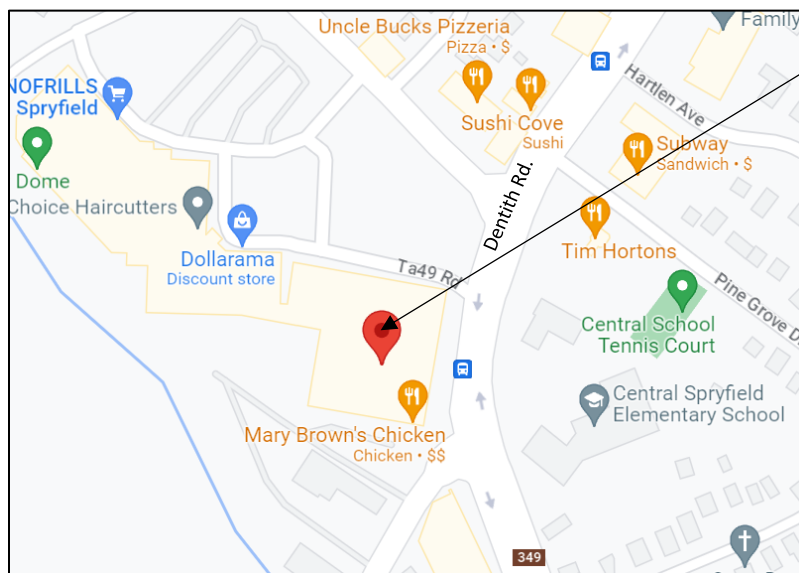 Uncle Bucks Pizzeria
Pizza • $
Family
NOFRILLS
Spryfield
Hartlen Ave
Sushi Cove
Sushi
Subway
Sandwich • $
Dome
Choice Haircutters
Dentith Rd.
Tim Hortons
Dollarama
Discount store
Ta49 Rd
Pine Grove D
Central School
Tennis Court
Central Spryfield
Elementary School
Mary Brown's Chicken
Chicken • $$
349